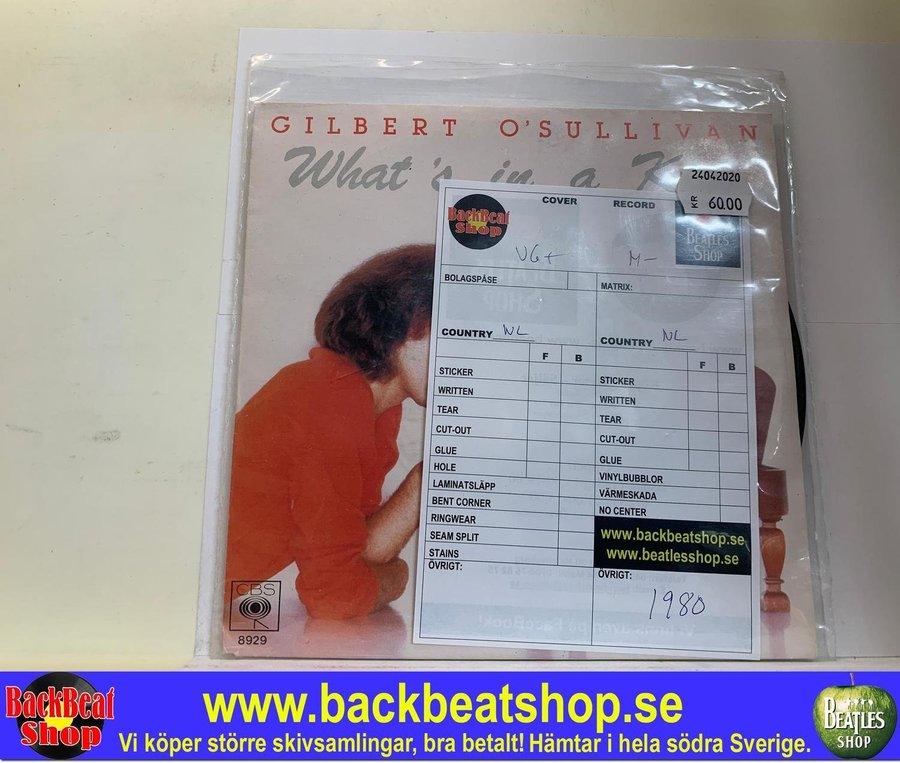 GILBERT O'SULLIVAN
What's in a K
24042020
KR 60.00
BackBeat Shop
COVER
RECORD
BEATLES SHOP
VG+
M-
BOLAGSPÅSE
MATRIX:
COUNTRY NL
COUNTRY NL
F B
F B
STICKER
STICKER
WRITTEN
WRITTEN
TEAR
TEAR
CUT-OUT
CUT-OUT
GLUE
GLUE
HOLE
VINYLBUBBLOR
LAMINATSLÄPP
VÄRMESKADA
BENT CORNER
NO CENTER
RINGWEAR
www.backbeatshop.se
SEAM SPLIT
www.beatlesshop.se
STAINS
ÖVRIGT:
ÖVRIGT:
1980
CBS
8929
BackBeat Shop
www.backbeatshop.se
Vi köper större skivsamlingar, bra betalt! Hämtar i hela södra Sverige.
BEATLES SHOP